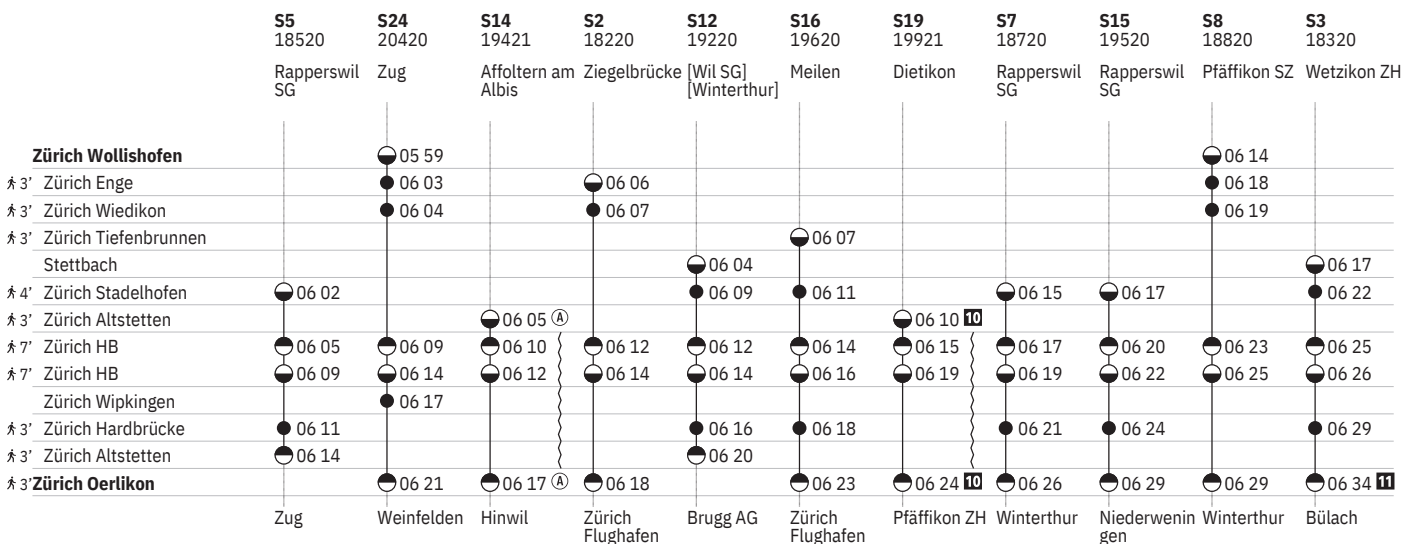 S5 S24 S14 S2 S12 S16 S19 S7 S15 S8 S3
18520 20420 19421 18220 19220 19620 19921 18720 19520 18820 18320
Rapperswil Zug Affoltern am Ziegelbrücke [Wil SG] Meilen Dietikon Rapperswil Rapperswil Pfäffikon SZ Wetzikon ZH
SG Albis [Winterthur] SG SG
Zürich Wollishofen 05 59 06 14
3’ Zürich Enge 06 03 06 06 06 18
3’ Zürich Wiedikon 06 04 06 07 06 19
3’ Zürich Tiefenbrunnen 06 07
Stettbach 06 04 06 17
4’ Zürich Stadelhofen 06 02 06 09 06 11 06 15 06 17 06 22
3’ Zürich Altstetten 06 05 Ⓐ 06 10 10
7’ Zürich HB 06 05 06 09 06 10 06 12 06 12 06 14 06 15 06 17 06 20 06 23 06 25
7’ Zürich HB 06 09 06 14 06 12 06 14 06 14 06 16 06 19 06 19 06 22 06 25 06 26
Zürich Wipkingen 06 17
3’ Zürich Hardbrücke 06 11 06 16 06 18 06 21 06 24 06 29
3’ Zürich Altstetten 06 14 06 20
3’ Zürich Oerlikon 06 21 06 17 Ⓐ 06 18 06 23 06 24 10 06 26 06 29 06 29 06 34 11
Zug Weinfelden Hinwil Zürich Brugg AG Zürich Pfäffikon ZH Winterthur Niederwenin Winterthur Bülach
Flughafen Flughafen gen